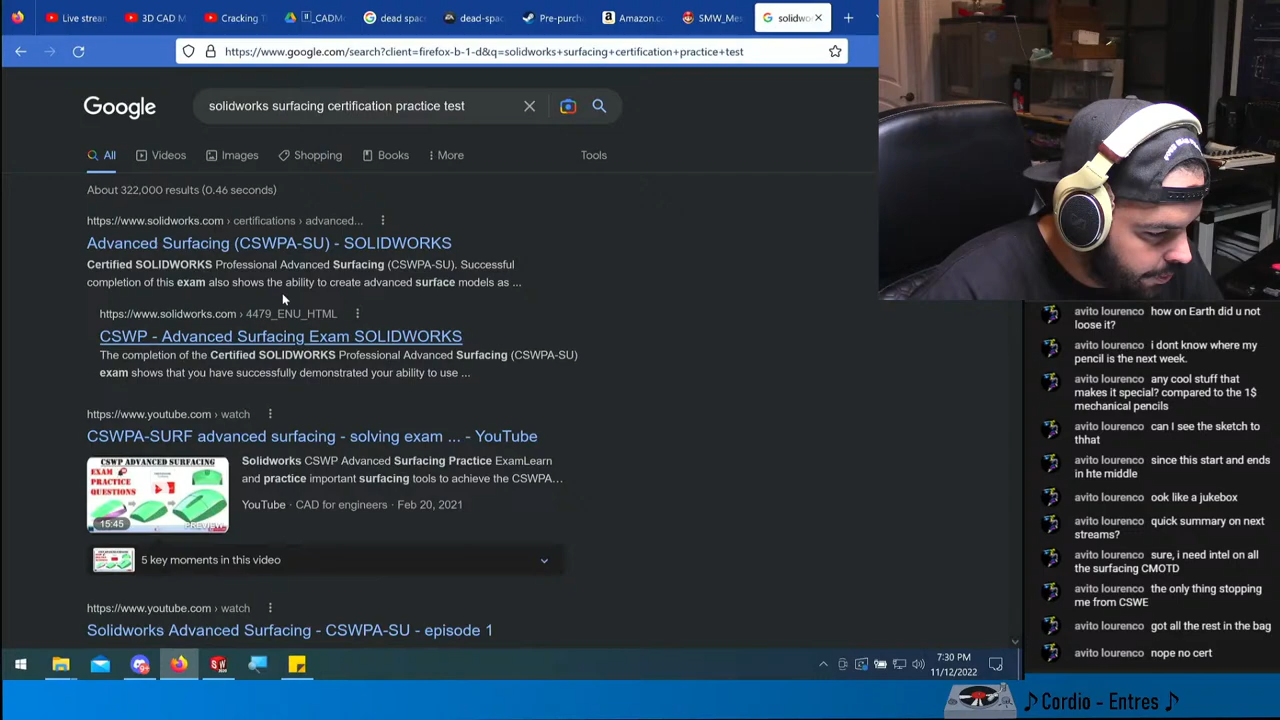 Live stream
3D CAD M
Cracking T
_CADMo
dead spac
dead-spac
Pre-purch
Amazon.co
SMW_Mes
solidwo
https://www.google.com/search?client=firefox-b-1-d&q=solidworks+surfacing+certification+practice+test
Google
solidworks surfacing certification practice test
All
Videos
Images
Shopping
Books
More
Tools
About 322,000 results (0.46 seconds)
https://www.solidworks.com › certifications › advanced...
Advanced Surfacing (CSWPA-SU) - SOLIDWORKS
Certified SOLIDWORKS Professional Advanced Surfacing (CSWPA-SU). Successful
completion of this exam also shows the ability to create advanced surface models as ...
https://www.solidworks.com › 4479_ENU_HTML
CSWP - Advanced Surfacing Exam SOLIDWORKS
The completion of the Certified SOLIDWORKS Professional Advanced Surfacing (CSWPA-SU)
exam shows that you have successfully demonstrated your ability to use ...
https://www.youtube.com › watch
CSWPA-SURF advanced surfacing - solving exam ... - YouTube
CSWP ADVANCED SURFACING
EXAM
PRACTICE
QUESTIONS
15:45
PREVIEW
Solidworks CSWP Advanced Surfacing Practice ExamLearn
and practice important surfacing tools to achieve the CSWPA...
YouTube · CAD for engineers · Feb 20, 2021
5 key moments in this video
https://www.youtube.com › watch
Solidworks Advanced Surfacing - CSWPA-SU - episode 1
avito lourenco how on Earth did u not
loose it?
avito lourenco i dont know where my
pencil is the next week.
avito lourenco any cool stuff that
makes it special? compared to the 1$
mechanical pencils
avito lourenco can I see the sketch to
thhat
avito lourenco since this start and ends
in hte middle
avito lourenco ook like a jukebox
avito lourenco quick summary on next
streams?
avito lourenco sure, i need intel on all
the surfacing CMOTD
avito lourenco the only thing stopping
me from CSWE
avito lourenco got all the rest in the bag
avito lourenco nope no cert
7:30 PM
11/12/2022
♪ Cordio - Entres ♪